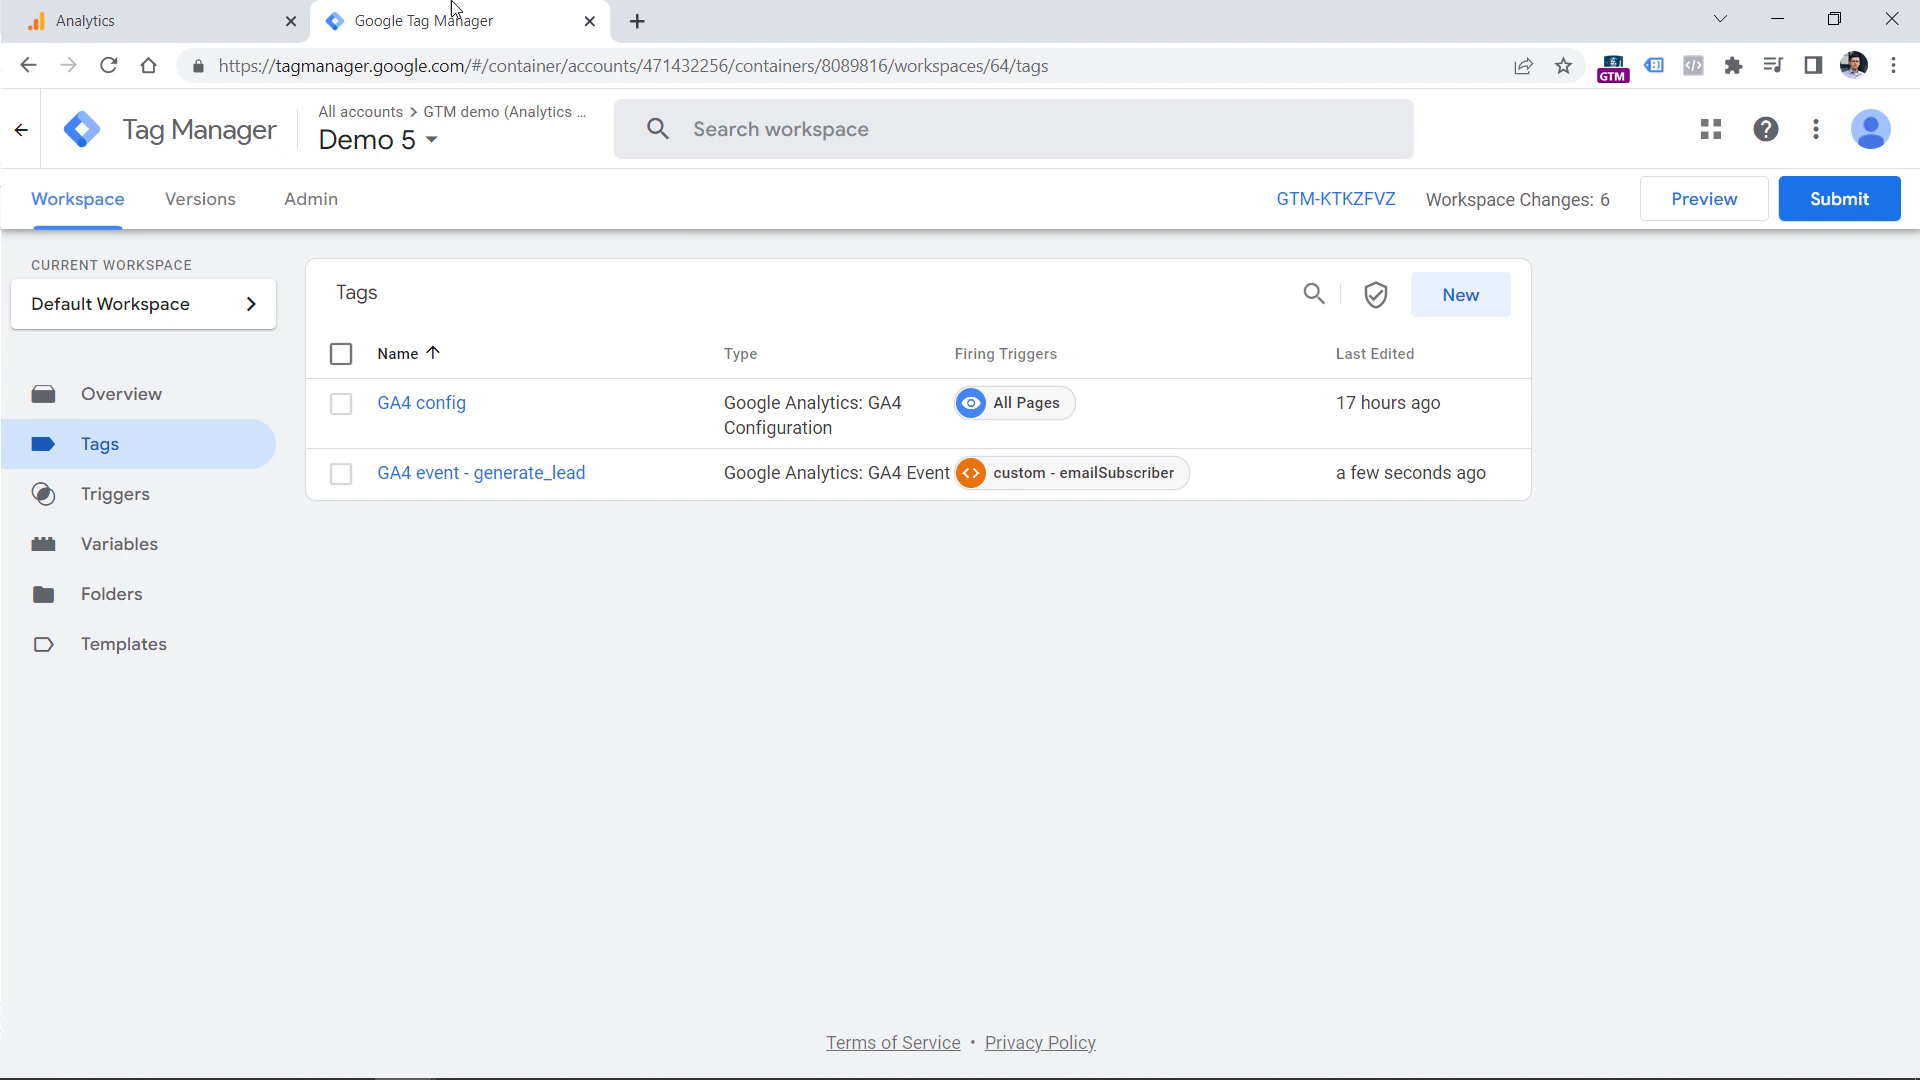 Analytics
Google Tag Manager
https://tagmanager.google.com/#/container/accounts/471432256/containers/8089816/workspaces/64/tags
GTM
Tag Manager
All accounts > GTM demo (Analytics ...
Demo 5
Search workspace
Workspace Versions Admin
GTM-KTKZFVZ Workspace Changes: 6 Preview Submit
CURRENT WORKSPACE
Default Workspace
Overview
Tags
Triggers
Variables
Folders
Templates
Tags
New
Name Type Firing Triggers Last Edited
GA4 config Google Analytics: GA4 All Pages 17 hours ago
Configuration
GA4 event - generate_lead Google Analytics: GA4 Event custom - emailSubscriber a few seconds ago
Terms of Service • Privacy Policy